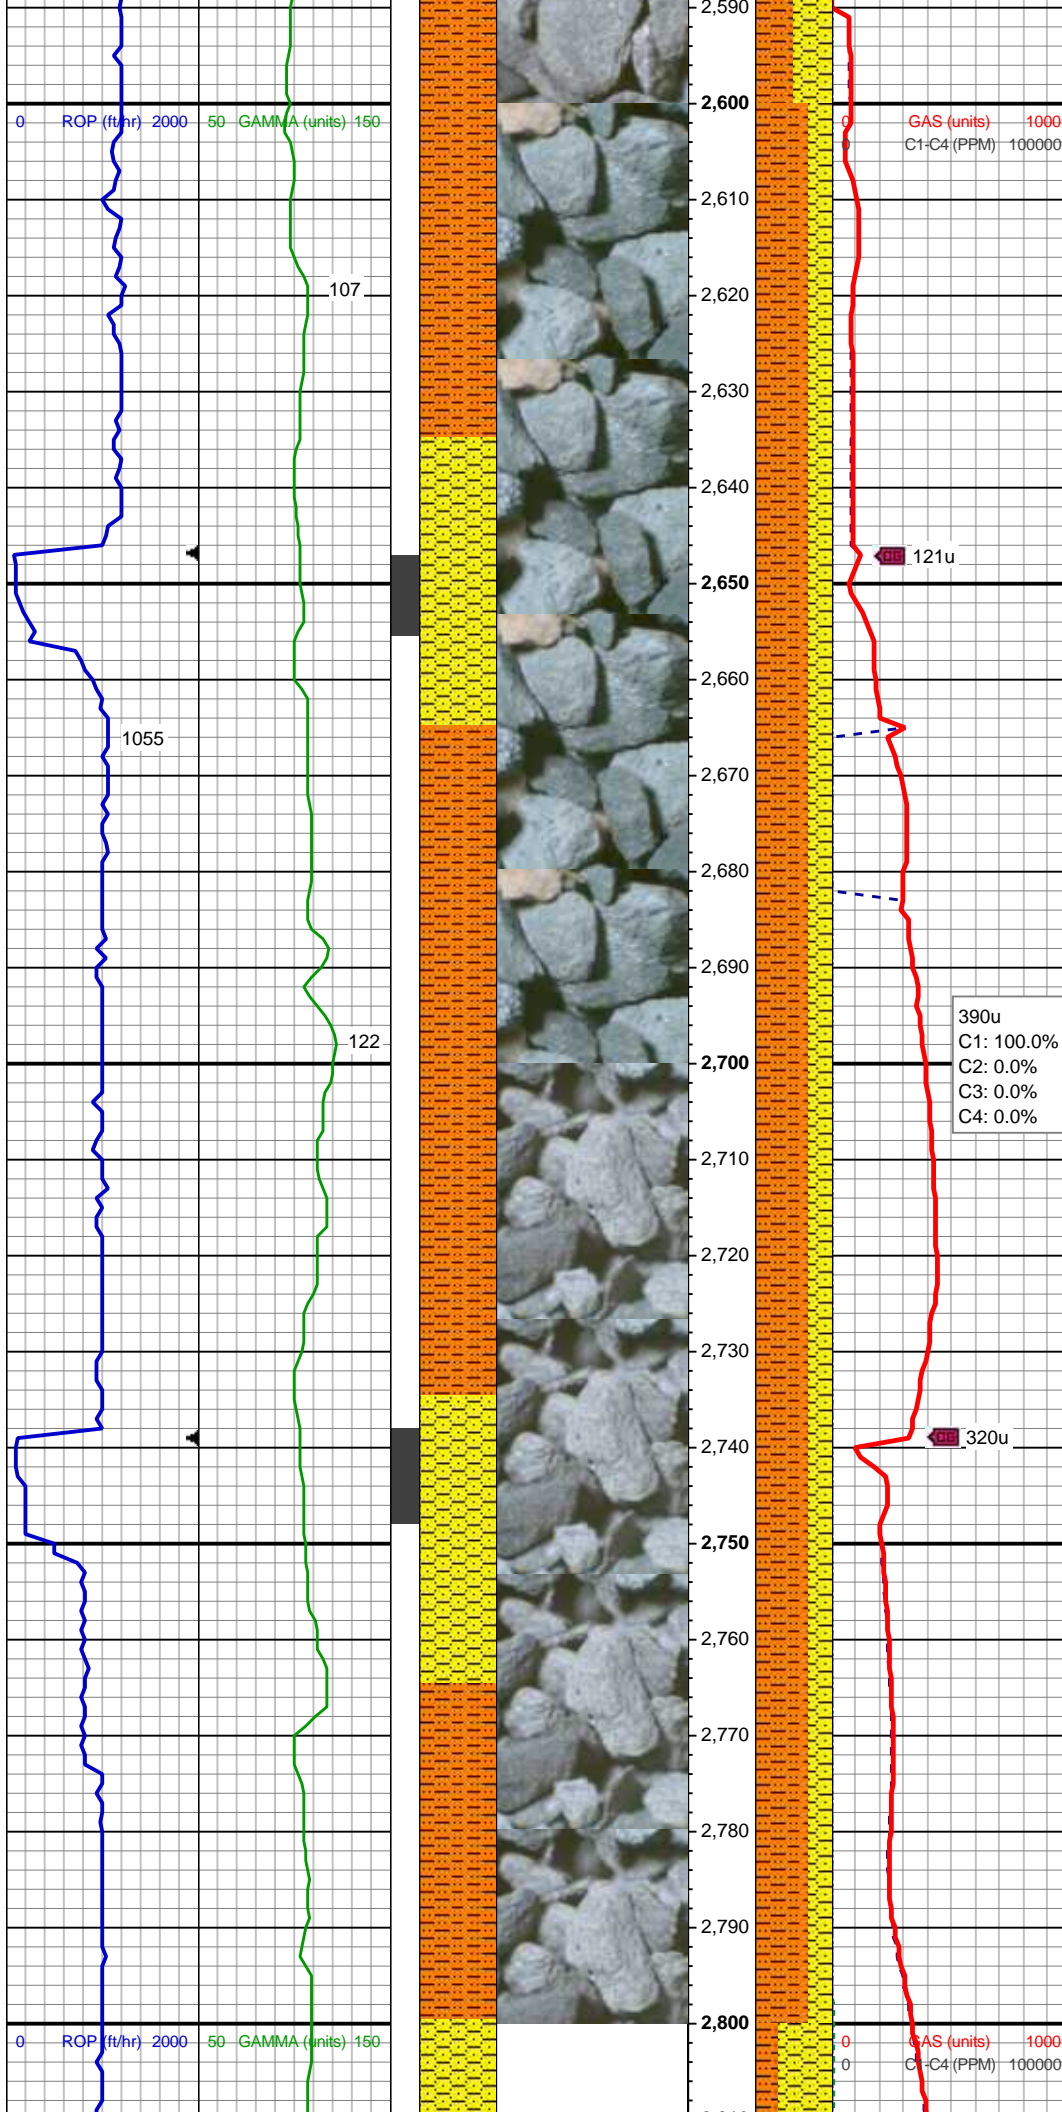 2,590
2,600
0 ROP (ft/hr) 2000 50 GAMMA (units) 150
0 GAS (units) 1000
0 C1-C4 (PPM) 100000
2,610
107
2,620
2,630
2,640
CG 121u
2,650
2,660
1055
2,670
2,680
2,690
390u
C1: 100.0%
C2: 0.0%
C3: 0.0%
C4: 0.0%
122
2,700
2,710
2,720
2,730
CG 320u
2,740
2,750
2,760
2,770
2,780
2,790
2,800
0 ROP (ft/hr) 2000 50 GAMMA (units) 150
0 GAS (units) 1000
0 C1-C4 (PPM) 100000